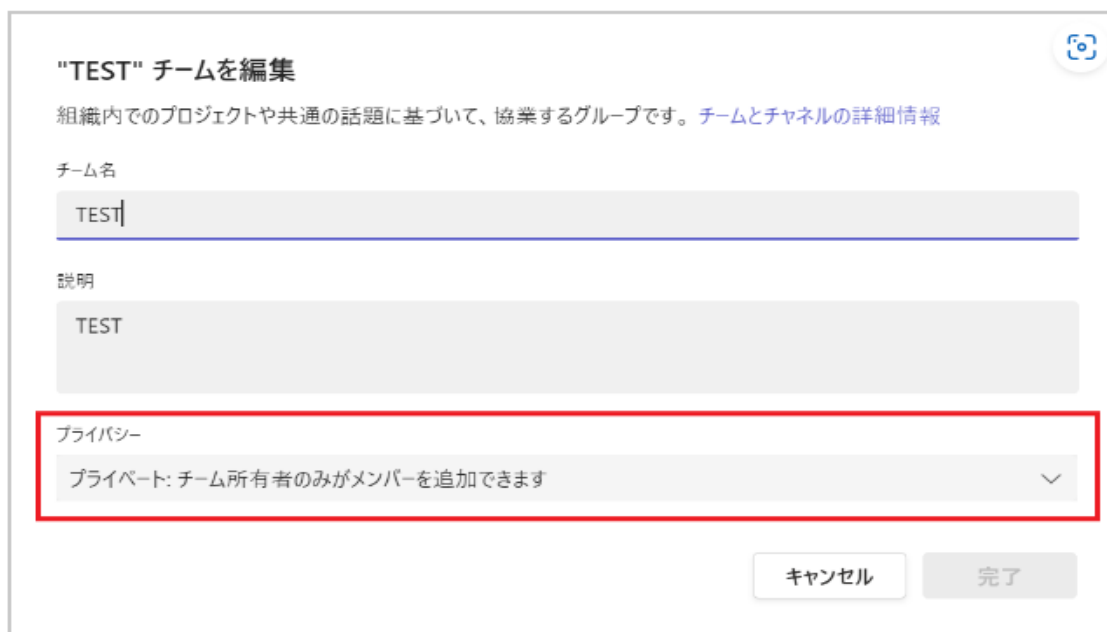 "TEST" チームを編集
組織内でのプロジェクトや共通の話題に基づいて、協業するグループです。チームとチャネルの詳細情報
チーム名
TEST
説明
TEST
プライバシー
プライベート: チーム所有者のみがメンバーを追加できます
キャンセル 完了